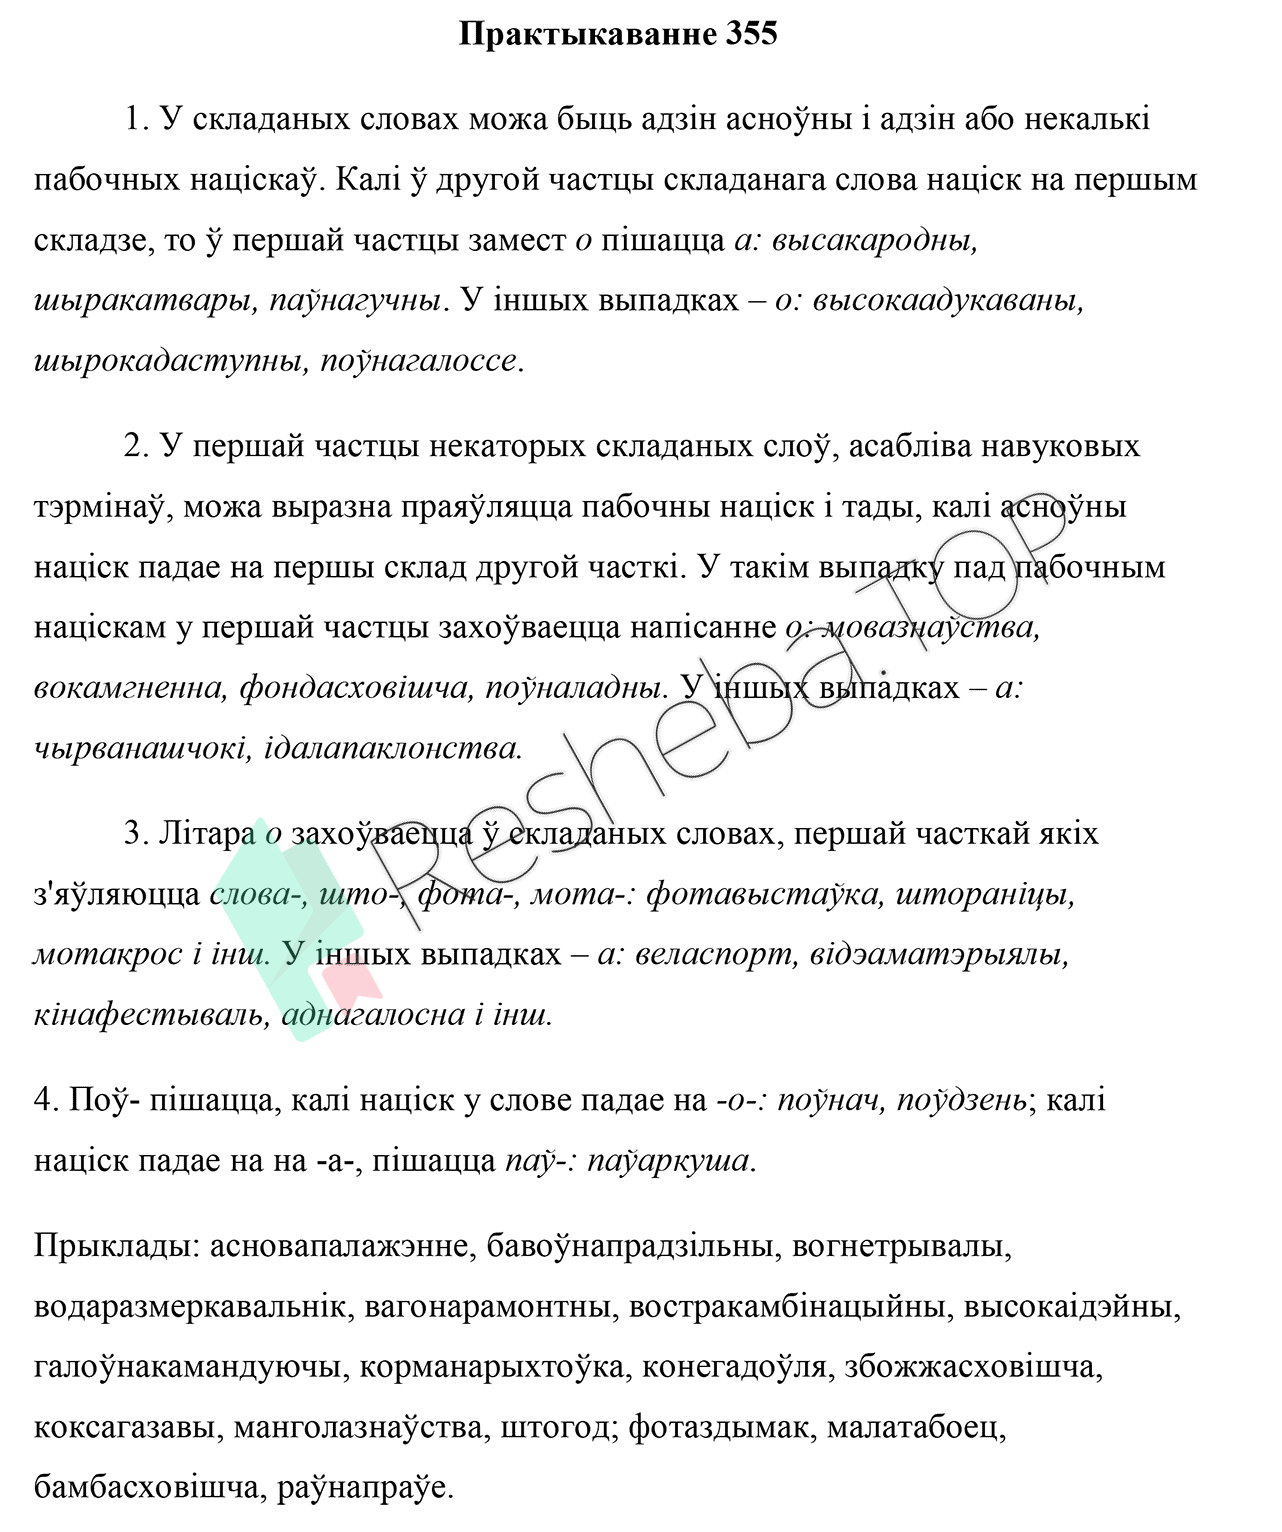 Практыкаванне 355
1. У складаных словах можа быць адзін асноўны і адзін або некалькі
пабочных націскаў. Калі ў другой частцы складанага слова націск на першым
складзе, то ў першай частцы замест о пішацца а: высакародны,
шыракатвары, паўнагучны. У іншых выпадках – о: высокаадукаваны,
шырокадаступны, поўнагалоссе.
2. У першай частцы некаторых складаных слоў, асабліва навуковых
тэрмінаў, можа выразна праяўляцца пабочны націск і тады, калі асноўны
націск падае на першы склад другой часткі. У такім выпадку пад пабочным
націскам у першай частцы захоўваецца напісанне о: мовазнаўства,
вокамгненна, фондасховішча, поўналадны. У іншых выпадках – а:
чырванашчокі, ідалапаклонства.
3. Літара о захоўваецца ў складаных словах, першай часткай якіх
з'яўляюцца слова-, што-, фота-, мота-: фотавыстаўка, штораніцы,
мотакрос і інш. У іншых выпадках – а: веласпорт, відэаматэрыялы,
кінафестываль, аднагалосна і інш.
4. Поў- пішацца, калі націск у слове падае на -о-: поўнач, поўдзень; калі
націск падае на на -а-, пішацца паў-: паўаркуша.
Прыклады: асновапалажэнне, бавоўнапрадзільны, вогнетрывалы,
водаразмеркавальнік, вагонарамонтны, востракамбінацыйны, высокаідэйны,
галоўнакамандуючы, корманарыхтоўка, конегадоўля, збожжасховішча,
коксагазавы, манголазнаўства, штогод; фотаздымак, малатабоец,
бамбасховішча, раўнапраўе.
Resheba.TOP